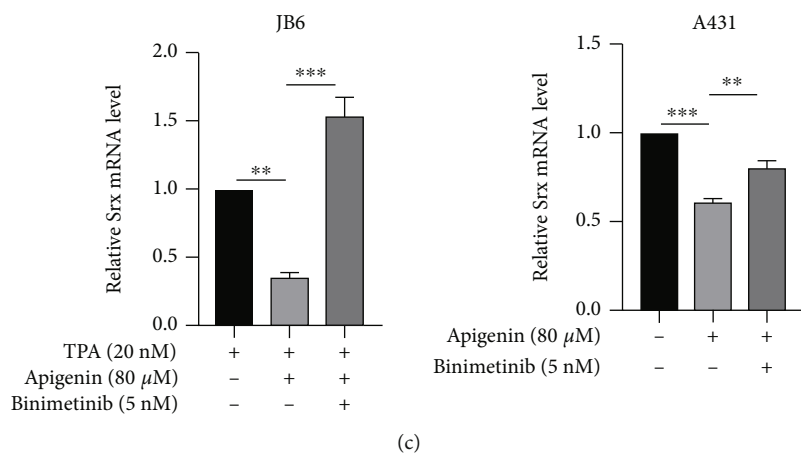 JB6
Relative Srx mRNA level
2.0
1.5
1.0
0.5
0.0
**
***
TPA (20 nM) + + +
Apigenin (80 μM) – + +
Binimetinib (5 nM) – – +
A431
Relative Srx mRNA level
1.5
1.0
0.5
0.0
***
**
Apigenin (80 μM) – + +
Binimetinib (5 nM) – – +
(c)